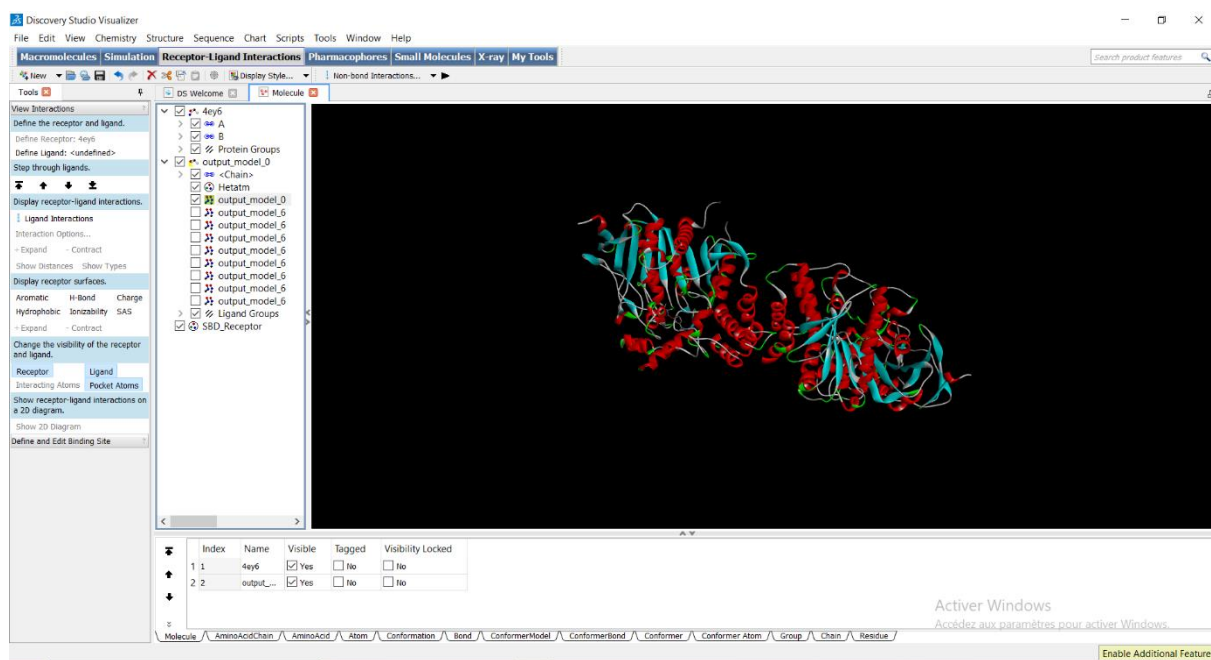 Discovery Studio Visualizer
File Edit View Chemistry Structure Sequence Chart Scripts Tools Window Help
Macromolecules Simulation Receptor-Ligand Interactions Pharmacophores Small Molecules X-ray My Tools
Search product features
New Display Style... Non-bond Interactions...
Tools
DS Welcome Molecule
View Interactions
Define the receptor and ligand.
Define Receptor: 4ey6
Define Ligand: <undefined>
Step through ligands.
Display receptor-ligand interactions.
Ligand Interactions
Interaction Options...
+ Expand - Contract
Show Distances Show Types
Display receptor surfaces.
Aromatic H-Bond Charge
Hydrophobic Ionizability SAS
+ Expand - Contract
Change the visibility of the receptor
and ligand.
Receptor Ligand
Interacting Atoms Pocket Atoms
Show receptor-ligand interactions on
a 2D diagram.
Show 2D Diagram
Define and Edit Binding Site
4ey6
A
B
Protein Groups
output_model_0
<Chain>
Hetatm
output_model_0
output_model_6
output_model_6
output_model_6
output_model_6
output_model_6
output_model_6
output_model_6
output_model_6
Ligand Groups
SBD_Receptor
Index Name Visible Tagged Visibility Locked
1 1 4ey6 Yes No No
2 2 output_... Yes No No
Activer Windows
Accédez aux paramètres pour activer Windows.
Molecule AminoAcidChain AminoAcid Atom Conformation Bond ConformerModel ConformerBond Conformer Conformer Atom Group Chain Residue
Enable Additional Feature